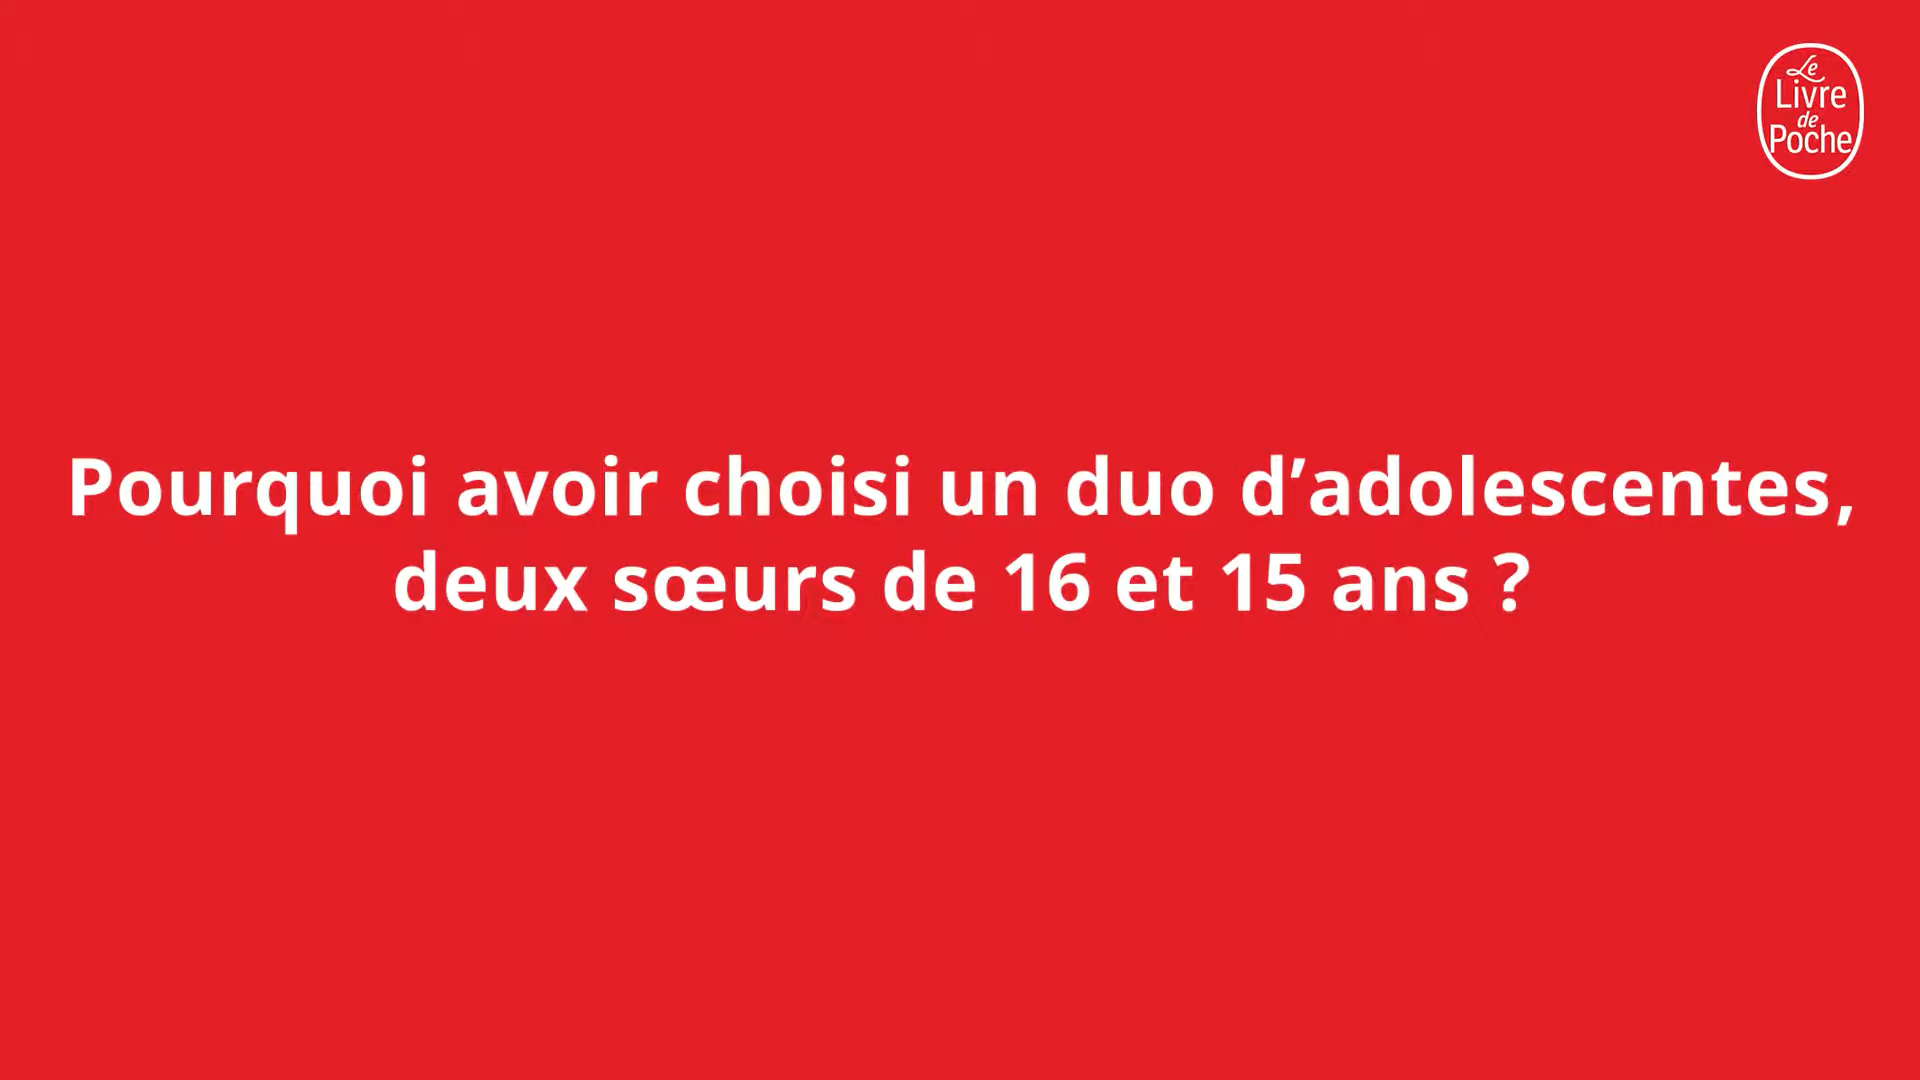 Le
Livre
de
Poche
Pourquoi avoir choisi un duo d’adolescentes,
deux sœurs de 16 et 15 ans ?